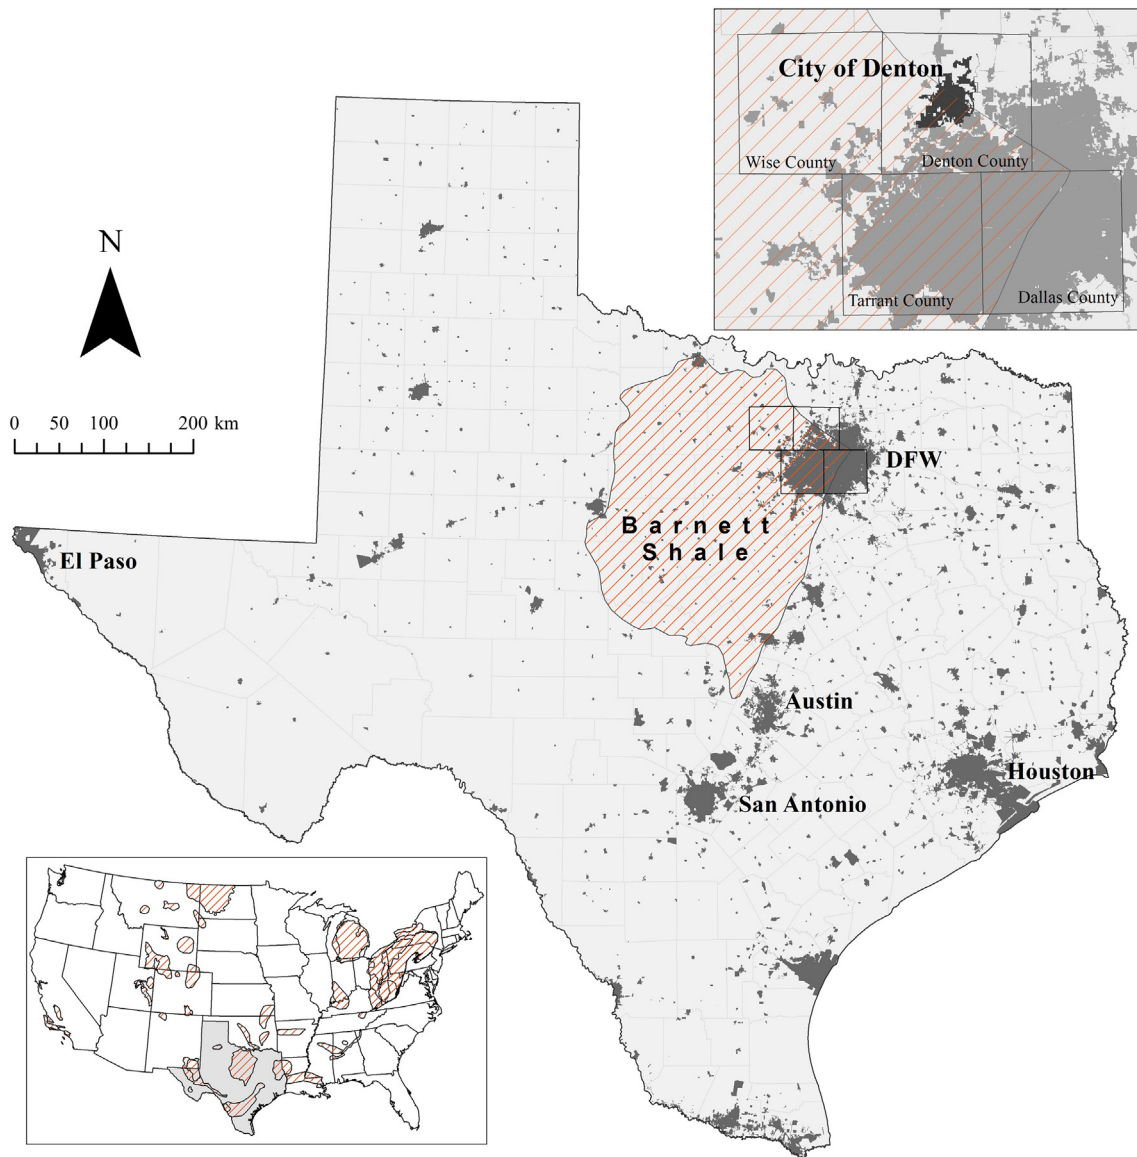 City of Denton
Wise County
Denton County
Tarrant County
Dallas County
N
0 50 100 200 km
DFW
Barnett
Shale
El Paso
Austin
Houston
San Antonio